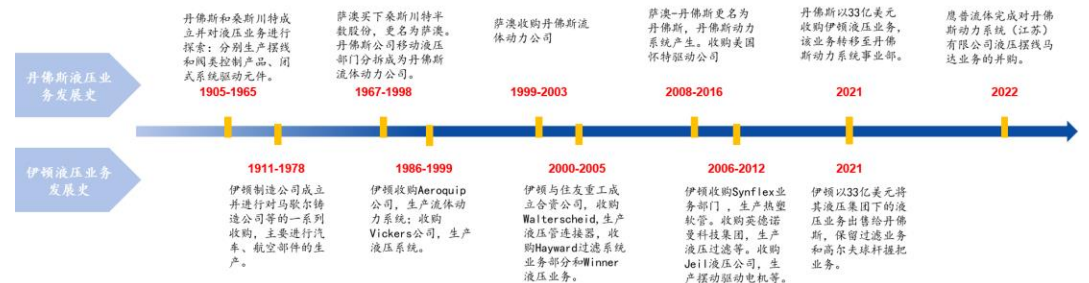 丹佛斯液压业
务发展史
丹佛斯和桑斯川特成
立并对液压业务进行
探索：分别生产摆线
和阀类控制产品、闭
式系统驱动元件。
1905-1965
萨澳买下桑斯川特半
数股份，更名为萨澳。
丹佛斯公司移动液压
部门分拆成为丹佛斯
流体动力公司。
1967-1998
萨澳收购丹佛斯流
体动力公司
1999-2003
萨澳-丹佛斯更名为
丹佛斯，丹佛斯动力
系统产生。收购美国
怀特驱动公司
2008-2016
丹佛斯以33亿美元
收购伊顿液压业务，
该业务转移至丹佛
斯动力系统事业部。
2021
鹰普流体完成对丹佛
斯动力系统（江苏）
有限公司液压摆线马
达业务的并购。
2022
伊顿液压业务
发展史
1911-1978
伊顿制造公司成立
并进行对马歇尔铸
造公司等的一系列
收购，主要进行汽
车、航空部件的生
产。
1986-1999
伊顿收购Aeroquip
公司，生产流体动
力系统；收购
Vickers公司，生产
液压系统。
2000-2005
伊顿与住友重工成
立合资公司，收购
Walterscheid,生产
液压管连接器，收
购Hayward过滤系统
业务部分和Winner
液压业务。
2006-2012
伊顿收购Synflex业
务部门，生产热塑
软管。收购英德诺
曼科技集团，生产
液压过滤等。收购
Jeil液压公司，生
产摆动驱动电机等。
2021
伊顿以33亿美元将
其液压集团下的液
压业务出售给丹佛
斯，保留过滤业务
和高尔夫球杆握把
业务。